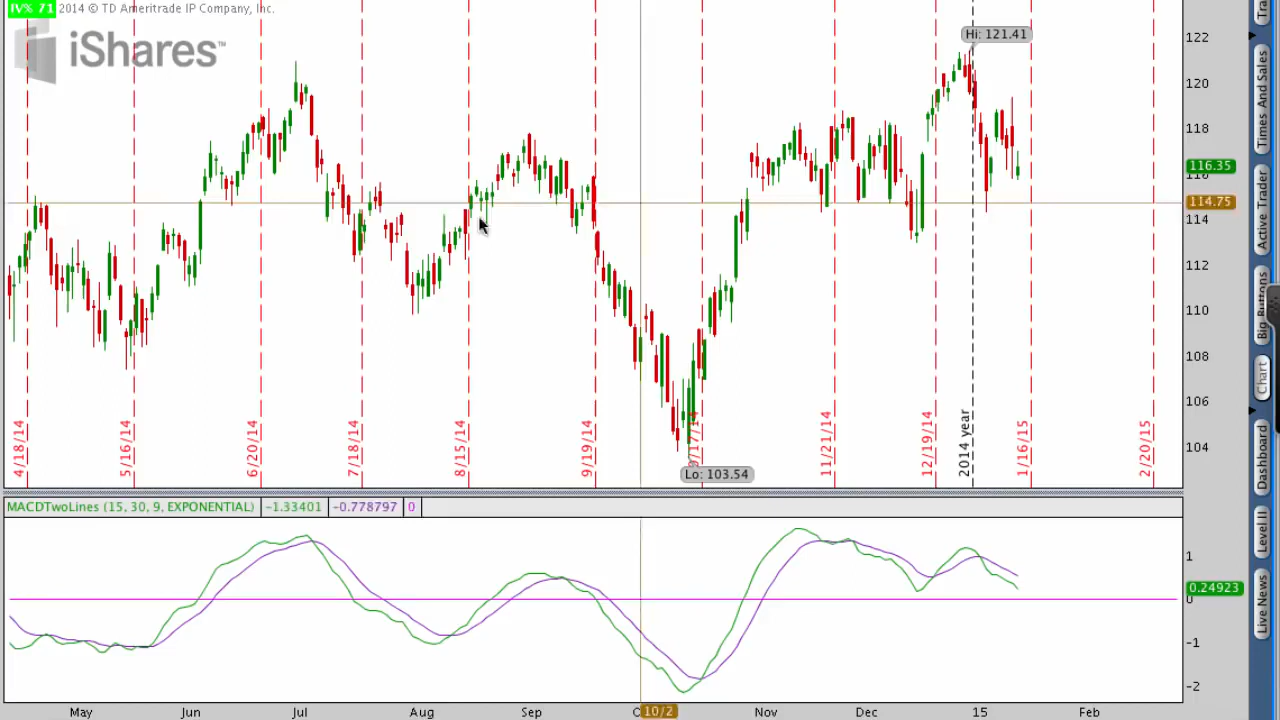 IV% 71 2014 © TD Ameritrade IP Company, Inc.
iShares™
Hi: 121.41
122
120
118
116.35
114.75
114
112
110
108
106
104
Lo: 103.54
4/18/14
5/16/14
6/20/14
7/18/14
8/15/14
9/19/14
11/21/14
12/19/14
2014 year
1/16/15
2/20/15
MACDTwoLines (15, 30, 9, EXPONENTIAL) -1.33401 -0.778797 0
1
0.24923
0
-1
-2
May Jun Jul Aug Sep 10/2 Nov Dec 15 Feb
Times And Sales
Active Trader
Big Buttons
Chart
Dashboard
Level II
Live News